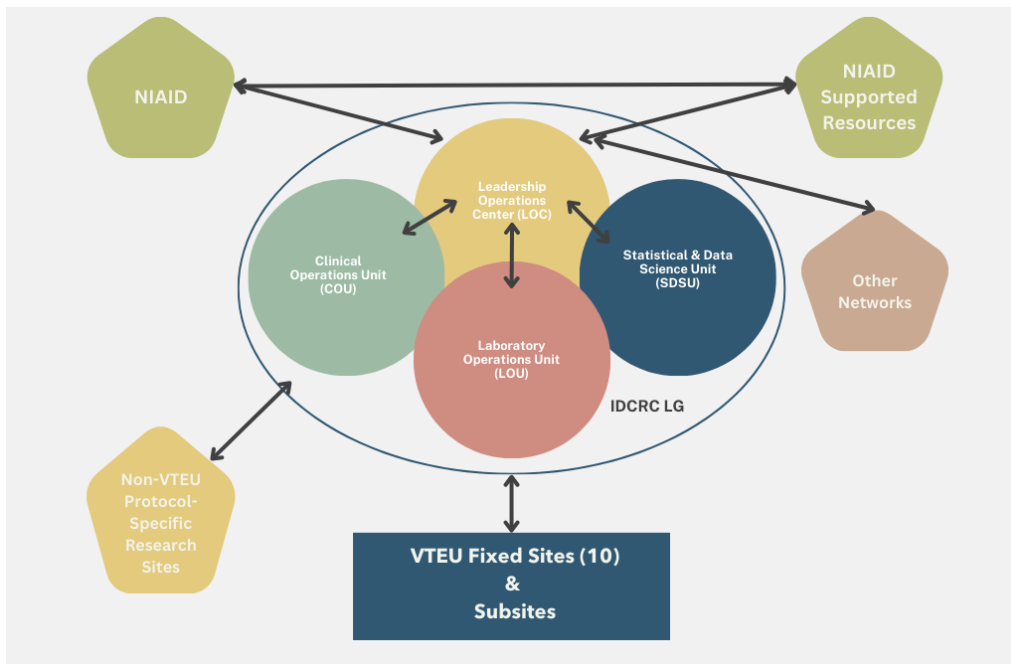 NIAID
NIAID
Supported
Resources
Leadership
Operations
Center (LOC)
Clinical
Operations Unit
(COU)
Statistical & Data
Science Unit
(SDSU)
Other
Networks
Laboratory
Operations Unit
(LOU)
IDCRC LG
Non-VTEU
Protocol-
Specific
Research
Sites
VTEU Fixed Sites (10)
&
Subsites